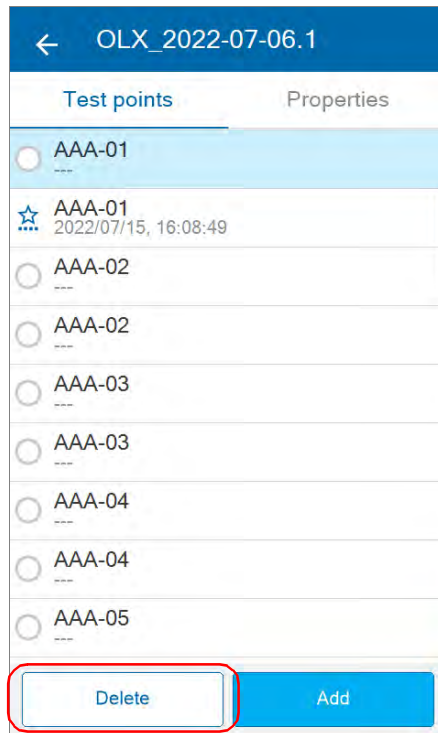 OLX_2022-07-06.1
Test points Properties
AAA-01
---
AAA-01
2022/07/15, 16:08:49
AAA-02
---
AAA-02
---
AAA-03
---
AAA-03
---
AAA-04
---
AAA-04
---
AAA-05
---
Delete Add